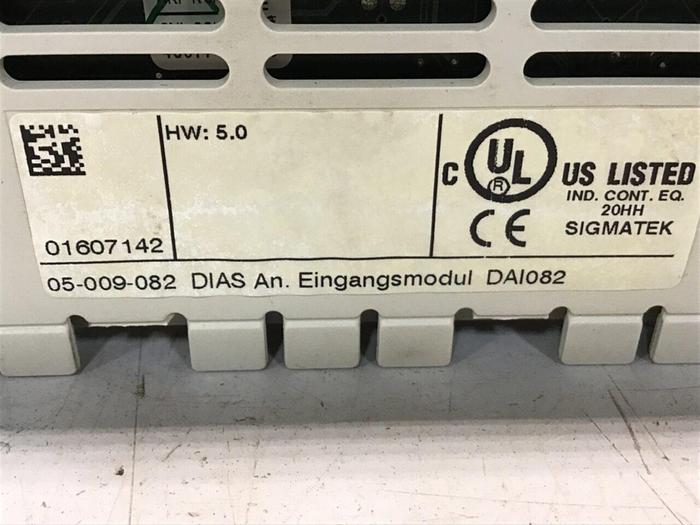 HW: 5.0
01607142
C UL US LISTED
®
IND. CONT. EQ.
20HH
CE SIGMATEK
05-009-082 DIAS An. Eingangsmodul DAI082